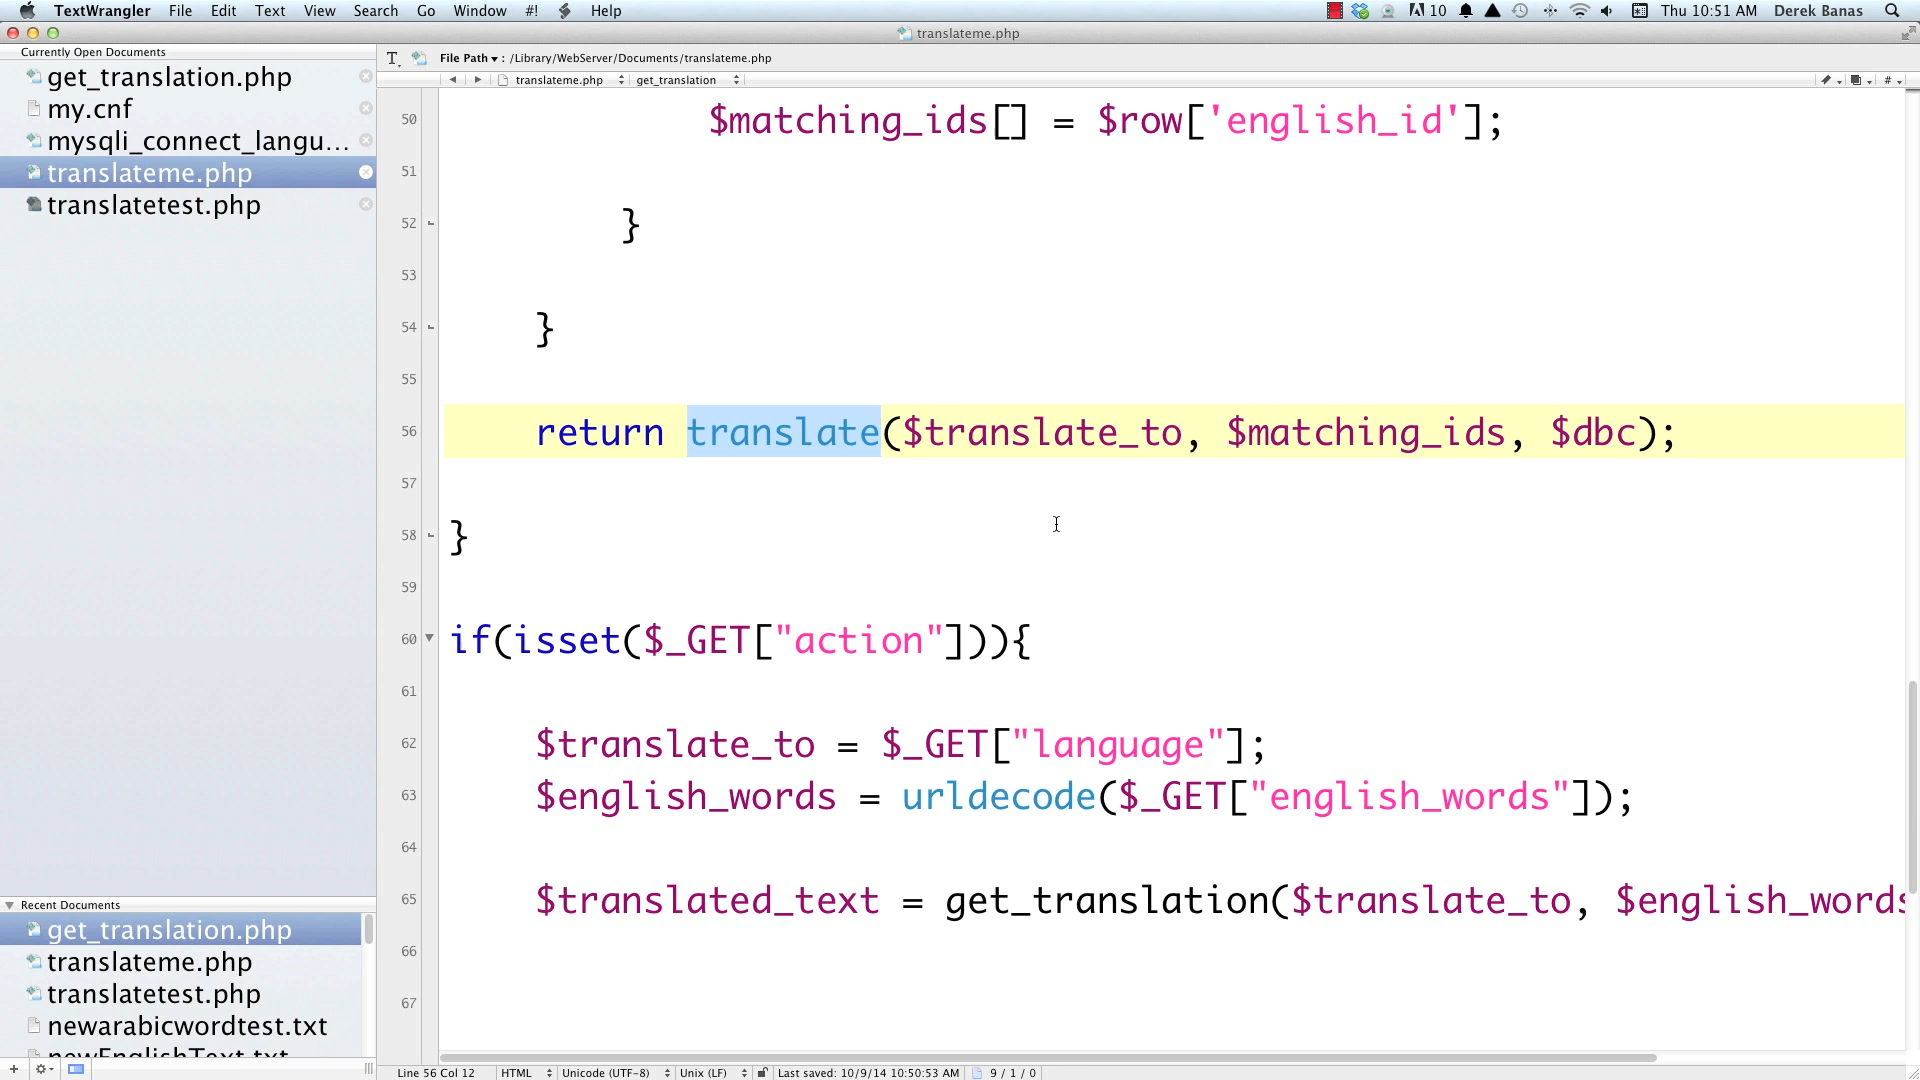 TextWrangler File Edit Text View Search Go Window #! Help
10 Thu 10:51 AM Derek Banas
translateme.php
Currently Open Documents
get_translation.php
my.cnf
mysqli_connect_langu...
translateme.php
translatetest.php
File Path ▾ : /Library/WebServer/Documents/translateme.php
translateme.php get_translation
50 $matching_ids[] = $row['english_id'];
51
52 }
53
54 }
55
56 return translate($translate_to, $matching_ids, $dbc);
57
58 }
59
60 if(isset($_GET["action"])){
61
62 $translate_to = $_GET["language"];
63 $english_words = urldecode($_GET["english_words"]);
64
65 $translated_text = get_translation($translate_to, $english_words
66
67
Recent Documents
get_translation.php
translateme.php
translatetest.php
newarabicwordtest.txt
newEnglishText.txt
Line 56 Col 12 HTML Unicode (UTF-8) Unix (LF) Last saved: 10/9/14 10:50:53 AM 9 / 1 / 0